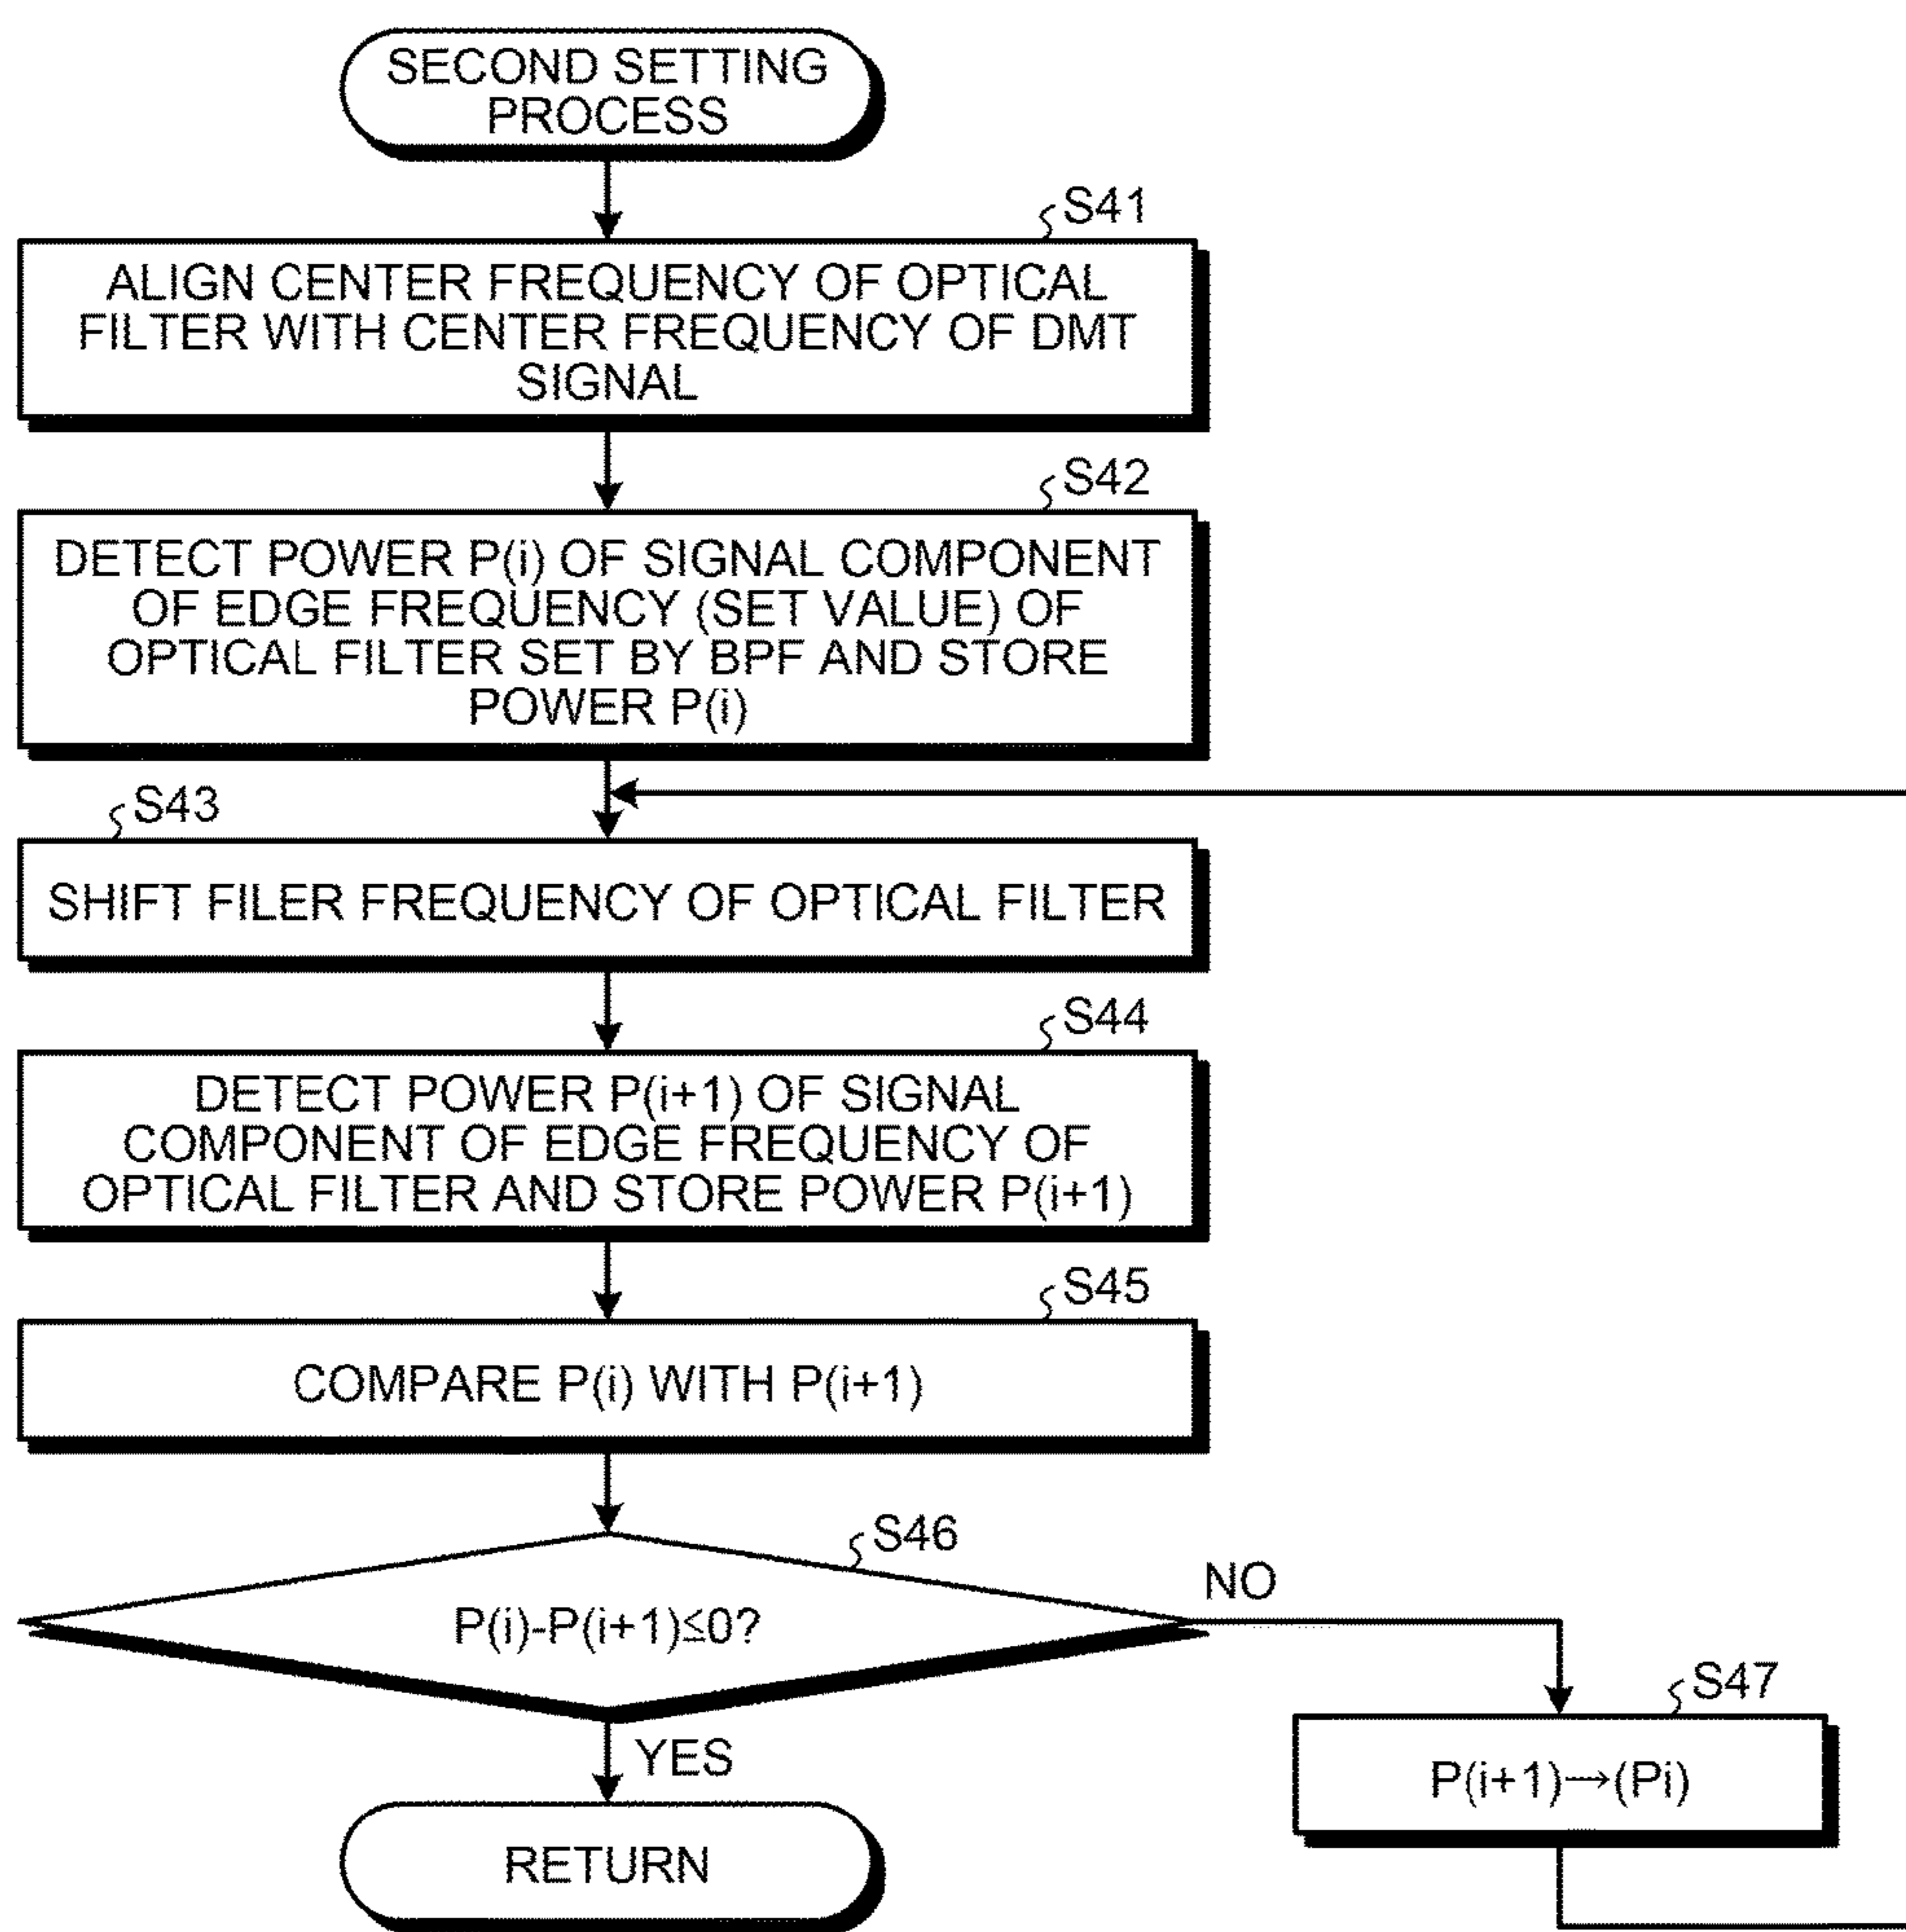 SECOND SETTING
PROCESS
S41
ALIGN CENTER FREQUENCY OF OPTICAL
FILTER WITH CENTER FREQUENCY OF DMT
SIGNAL
S42
DETECT POWER P(i) OF SIGNAL COMPONENT
OF EDGE FREQUENCY (SET VALUE) OF
OPTICAL FILTER SET BY BPF AND STORE
POWER P(i)
S43
SHIFT FILER FREQUENCY OF OPTICAL FILTER
S44
DETECT POWER P(i+1) OF SIGNAL
COMPONENT OF EDGE FREQUENCY OF
OPTICAL FILTER AND STORE POWER P(i+1)
S45
COMPARE P(i) WITH P(i+1)
S46
P(i)-P(i+1)≦0?
NO
S47
P(i+1)→(Pi)
YES
RETURN